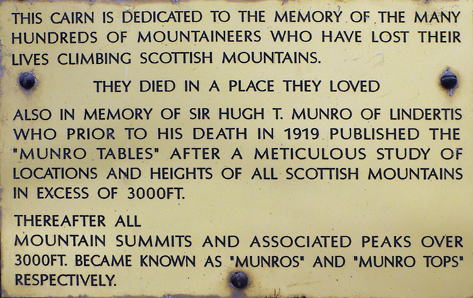 THIS CAIRN IS DEDICATED TO THE MEMORY OF THE MANY
HUNDREDS OF MOUNTAINEERS WHO HAVE LOST THEIR
LIVES CLIMBING SCOTTISH MOUNTAINS.
THEY DIED IN A PLACE THEY LOVED
ALSO IN MEMORY OF SIR HUGH T. MUNRO OF LINDERTIS
WHO PRIOR TO HIS DEATH IN 1919 PUBLISHED THE
"MUNRO TABLES" AFTER A METICULOUS STUDY OF
LOCATIONS AND HEIGHTS OF ALL SCOTTISH MOUNTAINS
IN EXCESS OF 3000FT.
THEREAFTER ALL
MOUNTAIN SUMMITS AND ASSOCIATED PEAKS OVER
3000FT. BECAME KNOWN AS "MUNROS" AND "MUNRO TOPS"
RESPECTIVELY.